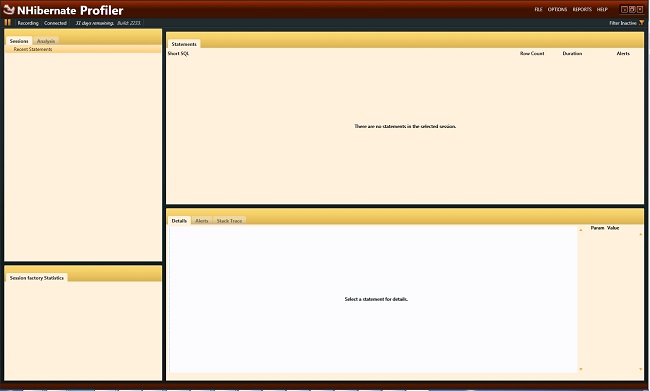 NHibernate Profiler
FILE OPTIONS REPORTS HELP
Recording Connected 31 days remaining. Build: 2233. Filter Inactive
Sessions Analysis
Recent Statements
Statements
Short SQL Row Count Duration Alerts
There are no statements in the selected session.
Details Alerts Stack Trace
Param Value
Select a statement for details.
Session factory Statistics